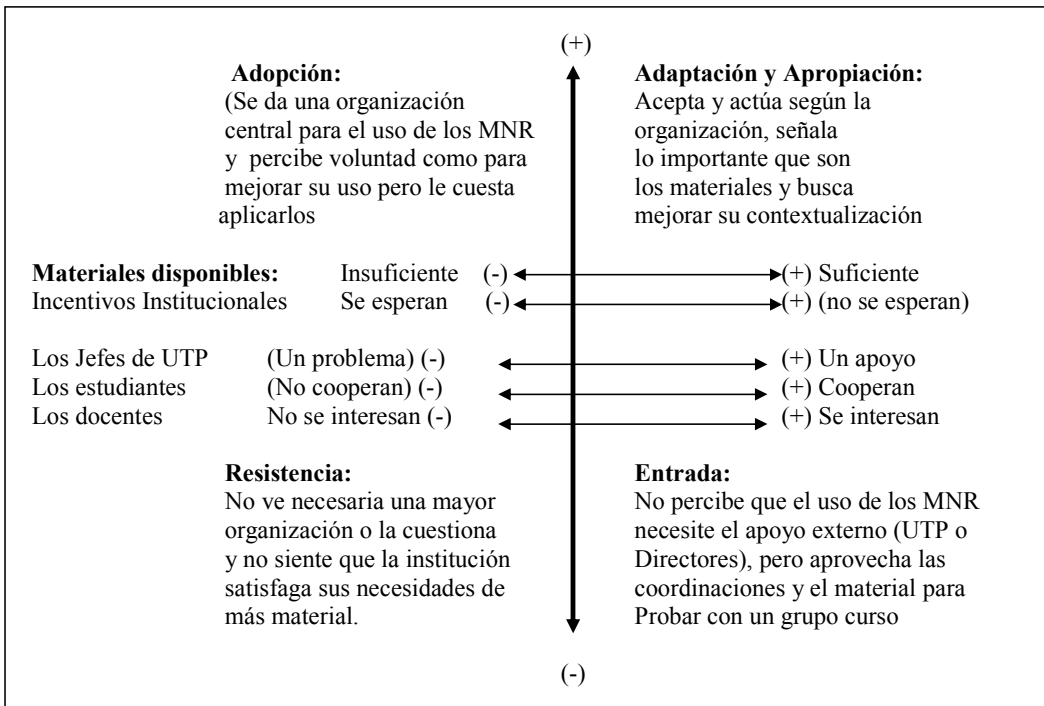 (+)
Adopción:
(Se da una organización
central para el uso de los MNR
y percibe voluntad como para
mejorar su uso pero le cuesta
aplicarlos
Adaptación y Apropiación:
Acepta y actúa según la
organización, señala
lo importante que son
los materiales y busca
mejorar su contextualización
Materiales disponibles: Insuficiente (-) (+) Suficiente
Incentivos Institucionales Se esperan (-) (+) (no se esperan)
Los Jefes de UTP (Un problema) (-) (+) Un apoyo
Los estudiantes (No cooperan) (-) (+) Cooperan
Los docentes No se interesan (-) (+) Se interesan
Resistencia:
No ve necesaria una mayor
organización o la cuestiona
y no siente que la institución
satisfaga sus necesidades de
más material.
Entrada:
No percibe que el uso de los MNR
necesite el apoyo externo (UTP o
Directores), pero aprovecha las
coordinaciones y el material para
Probar con un grupo curso
(-)